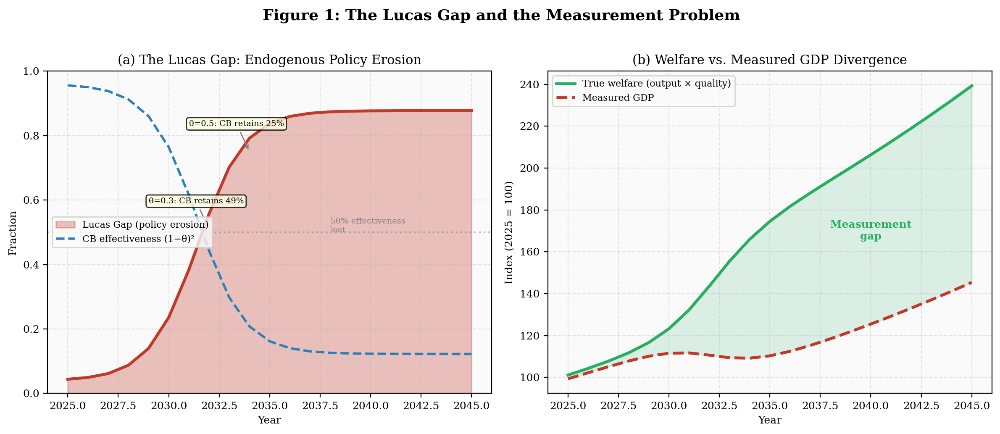 Figure 1: The Lucas Gap and the Measurement Problem
(a) The Lucas Gap: Endogenous Policy Erosion
Fraction
1.0
0.8
0.6
0.4
0.2
0.0
θ=0.5: CB retains 25%
θ=0.3: CB retains 49%
Lucas Gap (policy erosion)
CB effectiveness (1−θ)²
50% effectiveness
lost
2025.0 2027.5 2030.0 2032.5 2035.0 2037.5 2040.0 2042.5 2045.0
Year
(b) Welfare vs. Measured GDP Divergence
Index (2025 = 100)
240
220
200
180
160
140
120
100
True welfare (output × quality)
Measured GDP
Measurement
gap
2025.0 2027.5 2030.0 2032.5 2035.0 2037.5 2040.0 2042.5 2045.0
Year